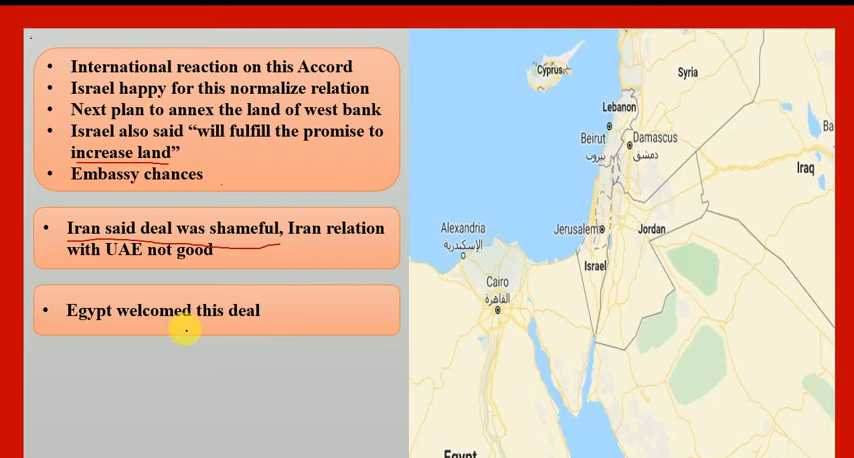 • International reaction on this Accord
• Israel happy for this normalize relation
• Next plan to annex the land of west bank
• Israel also said “will fulfill the promise to
increase land”
• Embassy chances
• Iran said deal was shameful, Iran relation
with UAE not good
• Egypt welcomed this deal
Cyprus
Syria
Lebanon
Beirut
بيروت
Damascus
دمشق
Iraq
Alexandria
الإسكندرية
Jerusalem
Jordan
Israel
Cairo
القاهرة
Egypt